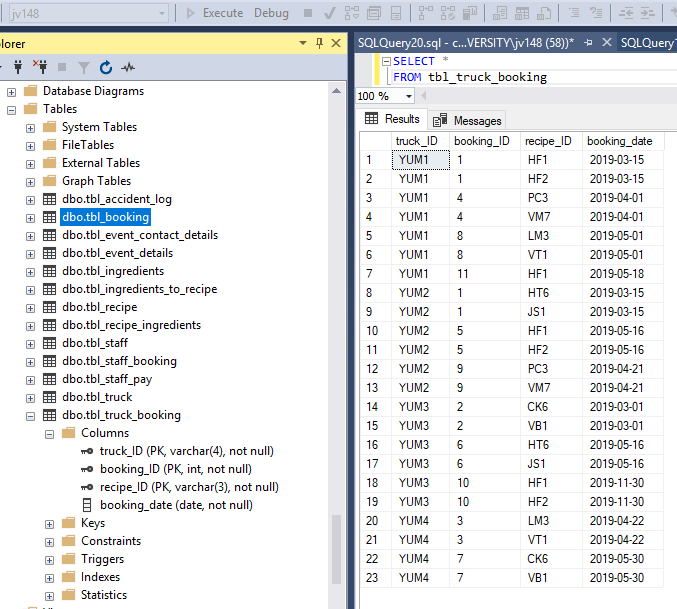 jv148 Execute Debug
plorer
SQLQuery20.sql - c...VERSITY\jv148 (58))* SQLQuery1
Database Diagrams
Tables
System Tables
FileTables
External Tables
Graph Tables
dbo.tbl_accident_log
dbo.tbl_booking
dbo.tbl_event_contact_details
dbo.tbl_event_details
dbo.tbl_ingredients
dbo.tbl_ingredients_to_recipe
dbo.tbl_recipe
dbo.tbl_recipe_ingredients
dbo.tbl_staff
dbo.tbl_staff_booking
dbo.tbl_staff_pay
dbo.tbl_truck
dbo.tbl_truck_booking
Columns
truck_ID (PK, varchar(4), not null)
booking_ID (PK, int, not null)
recipe_ID (PK, varchar(3), not null)
booking_date (date, not null)
Keys
Constraints
Triggers
Indexes
Statistics
SELECT *
FROM tbl_truck_booking
100 %
Results Messages
truck_ID booking_ID recipe_ID booking_date
1 YUM1 1 HF1 2019-03-15
2 YUM1 1 HF2 2019-03-15
3 YUM1 4 PC3 2019-04-01
4 YUM1 4 VM7 2019-04-01
5 YUM1 8 LM3 2019-05-01
6 YUM1 8 VT1 2019-05-01
7 YUM1 11 HF1 2019-05-18
8 YUM2 1 HT6 2019-03-15
9 YUM2 1 JS1 2019-03-15
10 YUM2 5 HF1 2019-05-16
11 YUM2 5 HF2 2019-05-16
12 YUM2 9 PC3 2019-04-21
13 YUM2 9 VM7 2019-04-21
14 YUM3 2 CK6 2019-03-01
15 YUM3 2 VB1 2019-03-01
16 YUM3 6 HT6 2019-05-16
17 YUM3 6 JS1 2019-05-16
18 YUM3 10 HF1 2019-11-30
19 YUM3 10 HF2 2019-11-30
20 YUM4 3 LM3 2019-04-22
21 YUM4 3 VT1 2019-04-22
22 YUM4 7 CK6 2019-05-30
23 YUM4 7 VB1 2019-05-30